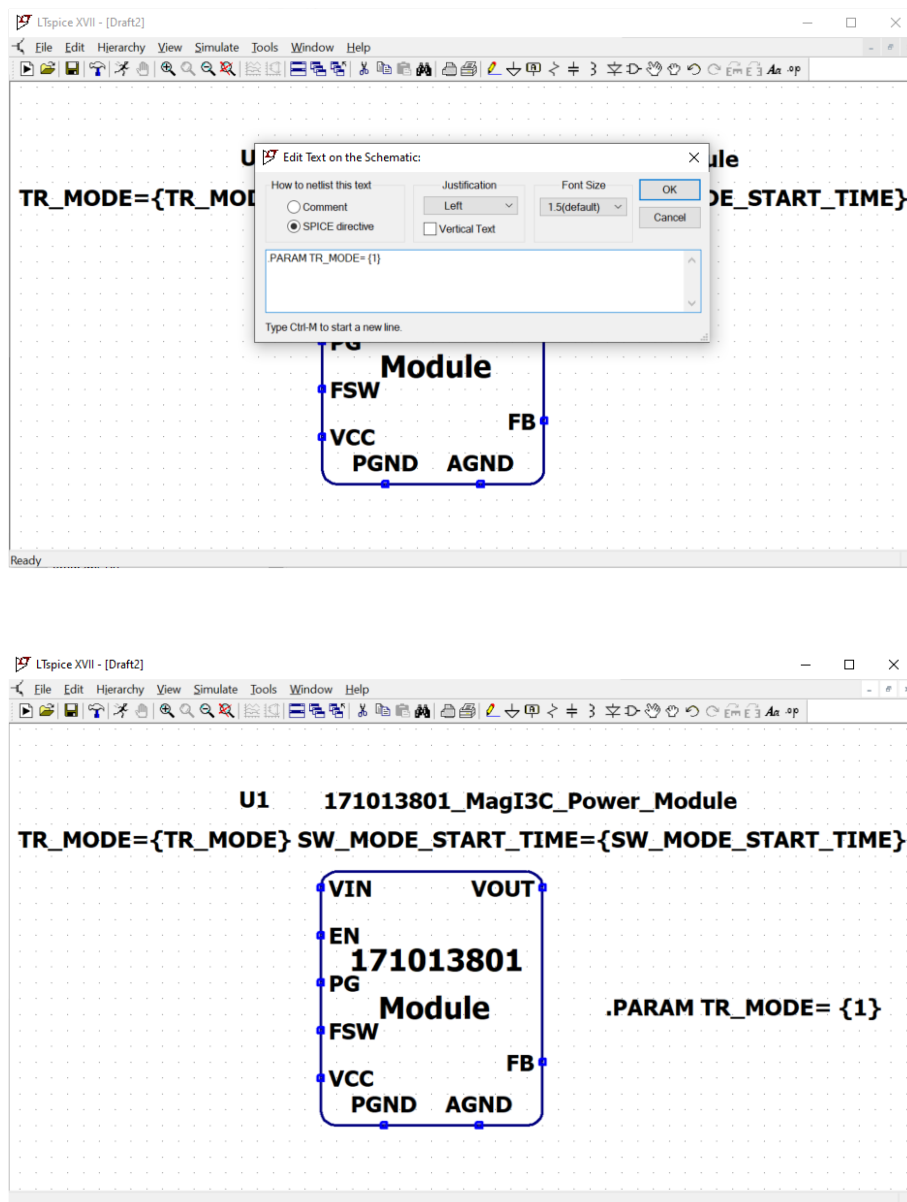 LTspice XVII - [Draft2]
File Edit Hierarchy View Simulate Tools Window Help
Aa .op
U
Edit Text on the Schematic:
ule
TR_MODE={TR_MOD
DE_START_TIME}
How to netlist this text
Justification
Font Size
OK
Comment
Left
1.5(default)
SPICE directive
Vertical Text
Cancel
.PARAM TR_MODE= {1}
Type Ctrl-M to start a new line.
PG
Module
FSW
FB
VCC
PGND AGND
Ready
LTspice XVII - [Draft2]
File Edit Hierarchy View Simulate Tools Window Help
Aa .op
U1 171013801_MagI3C_Power_Module
TR_MODE={TR_MODE} SW_MODE_START_TIME={SW_MODE_START_TIME}
VIN VOUT
EN
171013801
PG
Module
.PARAM TR_MODE= {1}
FSW
FB
VCC
PGND AGND